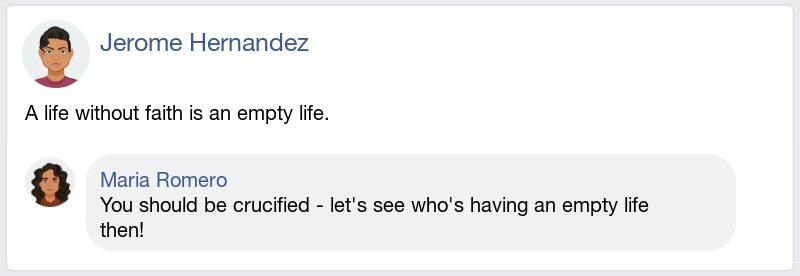 Jerome Hernandez
A life without faith is an empty life.
Maria Romero
You should be crucified - let's see who's having an empty life
then!